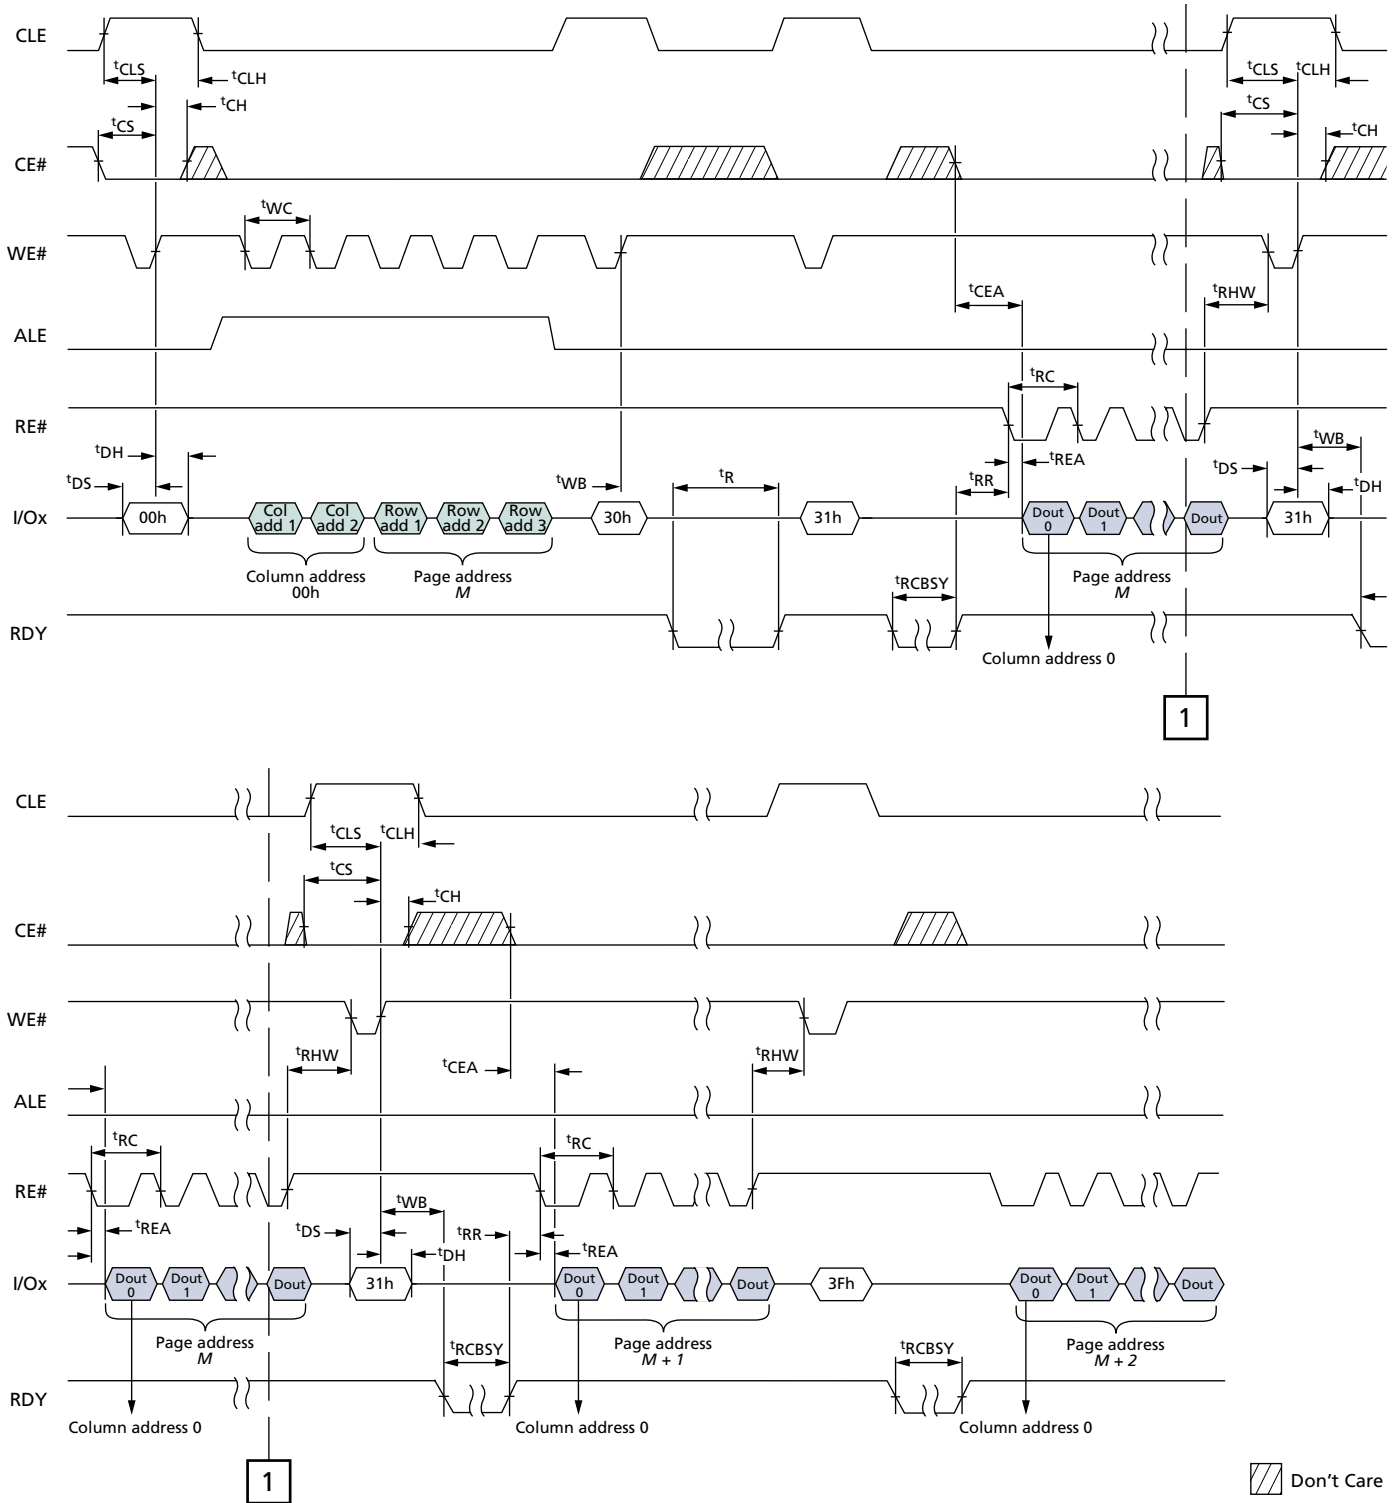 CLE
tCLS
tCLH
tCLS
tCLH
tCH
tCS
tCS
tCH
CE#
tWC
WE#
tCEA
tRHW
ALE
tRC
RE#
tDH
tREA
tWB
tDS
tWB
tR
tRR
tDS
tDH
I/Ox
00h
Col add 1
Col add 2
Row add 1
Row add 2
Row add 3
30h
31h
Dout 0
Dout 1
Dout
31h
Column address
00h
Page address
M
Page address
M
tRCBSY
RDY
Column address 0
1
CLE
tCLS
tCLH
tCS
tCH
CE#
WE#
tRHW
tCEA
tRHW
ALE
tRC
tRC
RE#
tREA
tDS
tWB
tRR
tREA
tDH
I/Ox
Dout 0
Dout 1
Dout
31h
Dout 0
Dout 1
Dout
3Fh
Dout 0
Dout 1
Dout
Page address
M
tRCBSY
Page address
M + 1
tRCBSY
Page address
M + 2
RDY
Column address 0
Column address 0
Column address 0
1
Don't Care